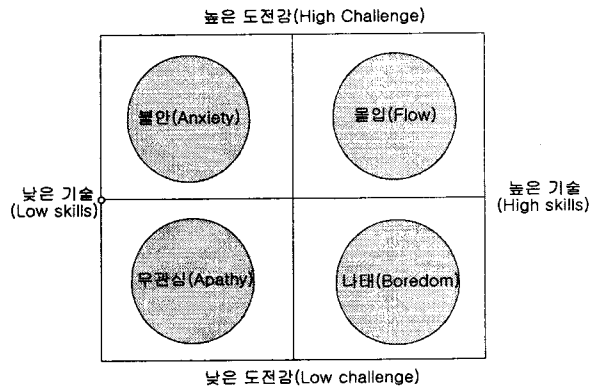 높은 도전감(High Challenge)
불안(Anxiety)
몰입(Flow)
낮은 기술
(Low skills)
높은 기술
(High skills)
무관심(Apathy)
나태(Boredom)
낮은 도전감(Low challenge)